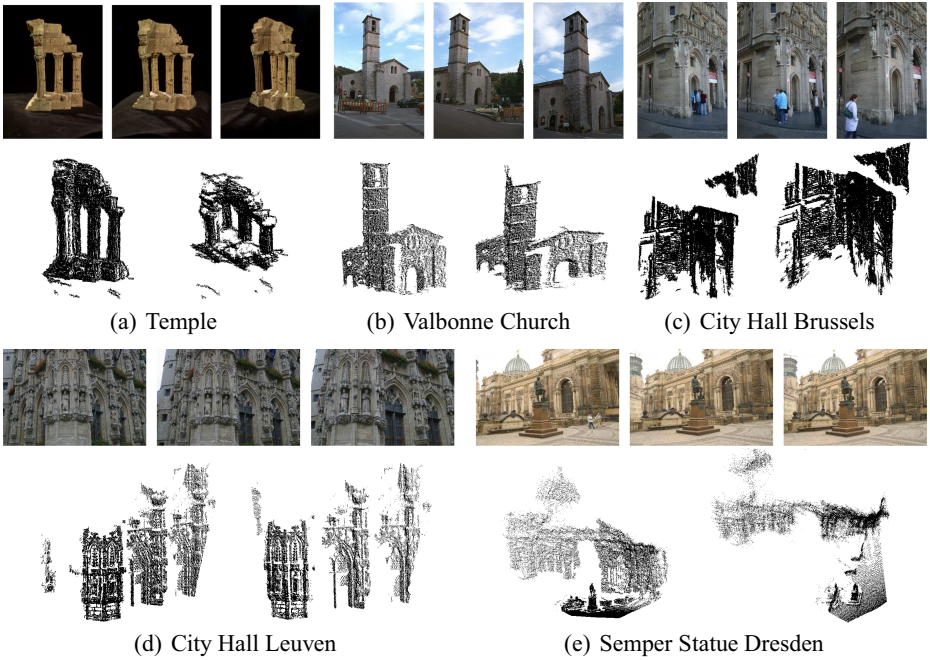 (a) Temple
(b) Valbonne Church
(c) City Hall Brussels
(d) City Hall Leuven
(e) Semper Statue Dresden